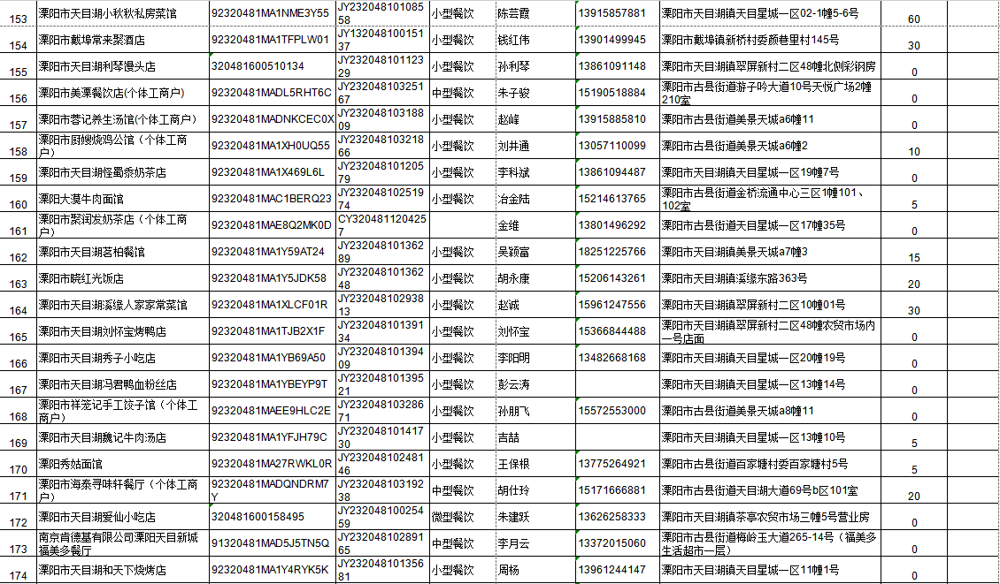 153 溧阳市天目湖小秋秋私房菜馆 92320481MA1NME3Y55 JY23204810108558 小型餐饮 陈芸霞 13915857881 溧阳市天目湖镇天目星城一区02-1幢5-6号 60
154 溧阳市戴埠常来聚酒店 92320481MA1TFPLW01 JY13204810015137 小型餐饮 钱红伟 13901499945 溧阳市戴埠镇新桥村委颜巷里村145号 30
155 溧阳市天目湖利琴馒头店 320481600510134 JY23204810112329 小型餐饮 孙利琴 13861091148 溧阳市天目湖镇翠屏新村二区48幢北侧彩钢房 0
156 溧阳市美溧餐饮店(个体工商户) 92320481MADL5RHT6C JY23204810325167 中型餐饮 朱子骏 15190518884 溧阳市古县街道游子吟大道10号天悦广场2幢210室 0
157 溧阳市蓉记养生汤馆(个体工商户) 92320481MADNKCEC0X JY23204810318809 小型餐饮 赵峰 13915885810 溧阳市古县街道美景天城a6幢11 0
158 溧阳市厨嫂烧鸡公馆（个体工商户） 92320481MA1XH0UQ55 JY23204810321866 小型餐饮 刘井通 13057110099 溧阳市古县街道美景天城a6幢2 10
159 溧阳市天目湖怪蜀黍奶茶店 92320481MA1X469L6L JY23204810120579 小型餐饮 李科斌 13861094487 溧阳市天目湖镇天目星城一区19幢7号 0
160 溧阳大漠牛肉面馆 92320481MAC1BERQ23 JY23204810251974 小型餐饮 冶金陆 15214613765 溧阳市古县街道金桥流通中心三区1幢101、102室 5
161 溧阳市聚润发奶茶店（个体工商户） 92320481MAE8Q2MK0D CY3204811204257 金维 13801496292 溧阳市古县街道天目星城一区17幢35号 0
162 溧阳市天目湖茗柏餐馆 92320481MA1Y59AT24 JY23204810136289 小型餐饮 吴颖富 18251225766 溧阳市天目湖镇美景天城a7幢3 15
163 溧阳市晓红光饭店 92320481MA1Y5JDK58 JY23204810136248 小型餐饮 胡永康 15206143261 溧阳市天目湖镇溪缘东路363号 20
164 溧阳市天目湖溪缘人家家常菜馆 92320481MA1XLCF01R JY23204810293813 小型餐饮 赵诚 15961247556 溧阳市天目湖镇翠屏新村二区10幢01号 30
165 溧阳市天目湖刘怀宝烤鸭店 92320481MA1TJB2X1F JY23204810139134 小型餐饮 刘怀宝 15366844488 溧阳市天目湖镇翠屏新村二区48幢农贸市场内一号店面 0
166 溧阳市天目湖秀子小吃店 92320481MA1YB69A50 JY23204810139409 小型餐饮 李阳明 13482668168 溧阳市天目湖镇天目星城一区20幢19号 0
167 溧阳市天目湖冯君鸭血粉丝店 92320481MA1YBEYP9T JY23204810139521 小型餐饮 彭云涛 溧阳市天目湖镇天目星城一区13幢14号 0
168 溧阳市祥笼记手工饺子馆（个体工商户） 92320481MAEE9HLC2E JY23204810328671 小型餐饮 孙朋飞 15572553000 溧阳市古县街道美景天城a8幢11 0
169 溧阳市天目湖魏记牛肉汤店 92320481MA1YFJH79C JY23204810141730 小型餐饮 吉喆 溧阳市天目湖镇天目星城一区13幢10号 5
170 溧阳秀姑面馆 92320481MA27RWKL0R JY23204810248146 小型餐饮 王保根 13775264921 溧阳市古县街道百家塘村委百家塘村5号 5
171 溧阳市海泰寻味轩餐厅（个体工商户） 92320481MADQNDRM7Y JY23204810319238 中型餐饮 胡仕玲 15171666881 溧阳市古县街道天目湖大道69号b区101室 20
172 溧阳市天目湖爱仙小吃店 320481600158495 JY23204810025459 微型餐饮 朱建跃 13626258333 溧阳市天目湖镇茶亭农贸市场三幢5号营业房 0
173 南京肯德基有限公司溧阳天目新城福美多餐厅 91320481MAD5J5TN5Q JY23204810289165 中型餐饮 李月云 13372015060 溧阳市古县街道梅岭玉大道265-14号（福美多生活超市一层） 0
174 溧阳市天目湖和天下烧烤店 92320481MA1Y4RYK5K JY23204810135681 小型餐饮 周杨 13961244147 溧阳市天目湖镇天目星城一区11幢1号 0